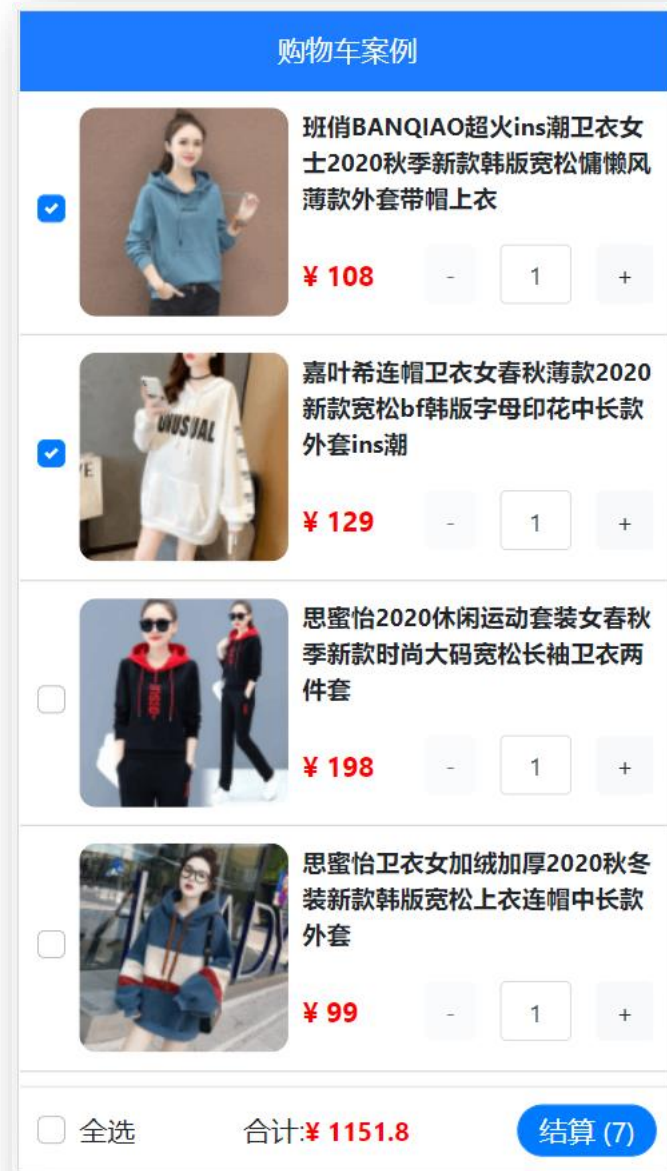 购物车案例
班俏BANQIAO超火ins潮卫衣女
士2020秋季新款韩版宽松慵懒风
薄款外套带帽上衣
¥ 108
- 1 +
嘉叶希连帽卫衣女春秋薄款2020
新款宽松bf韩版字母印花中长款
外套ins潮
UNUSUAL
¥ 129
- 1 +
思蜜怡2020休闲运动套装女春秋
季新款时尚大码宽松长袖卫衣两
件套
¥ 198
- 1 +
思蜜怡卫衣女加绒加厚2020秋冬
装新款韩版宽松上衣连帽中长款
外套
¥ 99
- 1 +
全选 合计:¥ 1151.8 结算 (7)